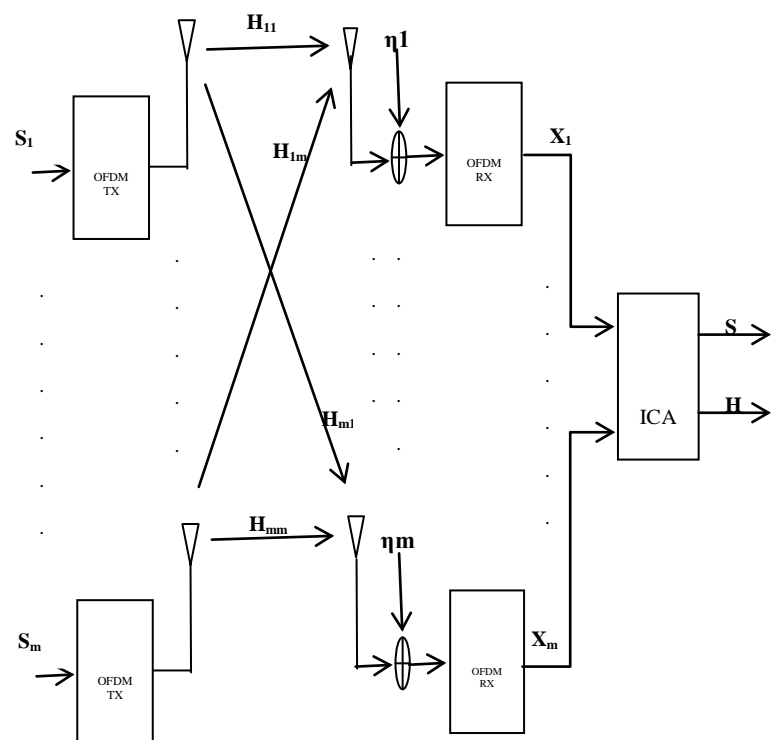 H11
η1
S1
OFDM
TX
H1m
OFDM
RX
X1
S
H
ICA
Hm1
Hmm
ηm
Sm
OFDM
TX
OFDM
RX
Xm